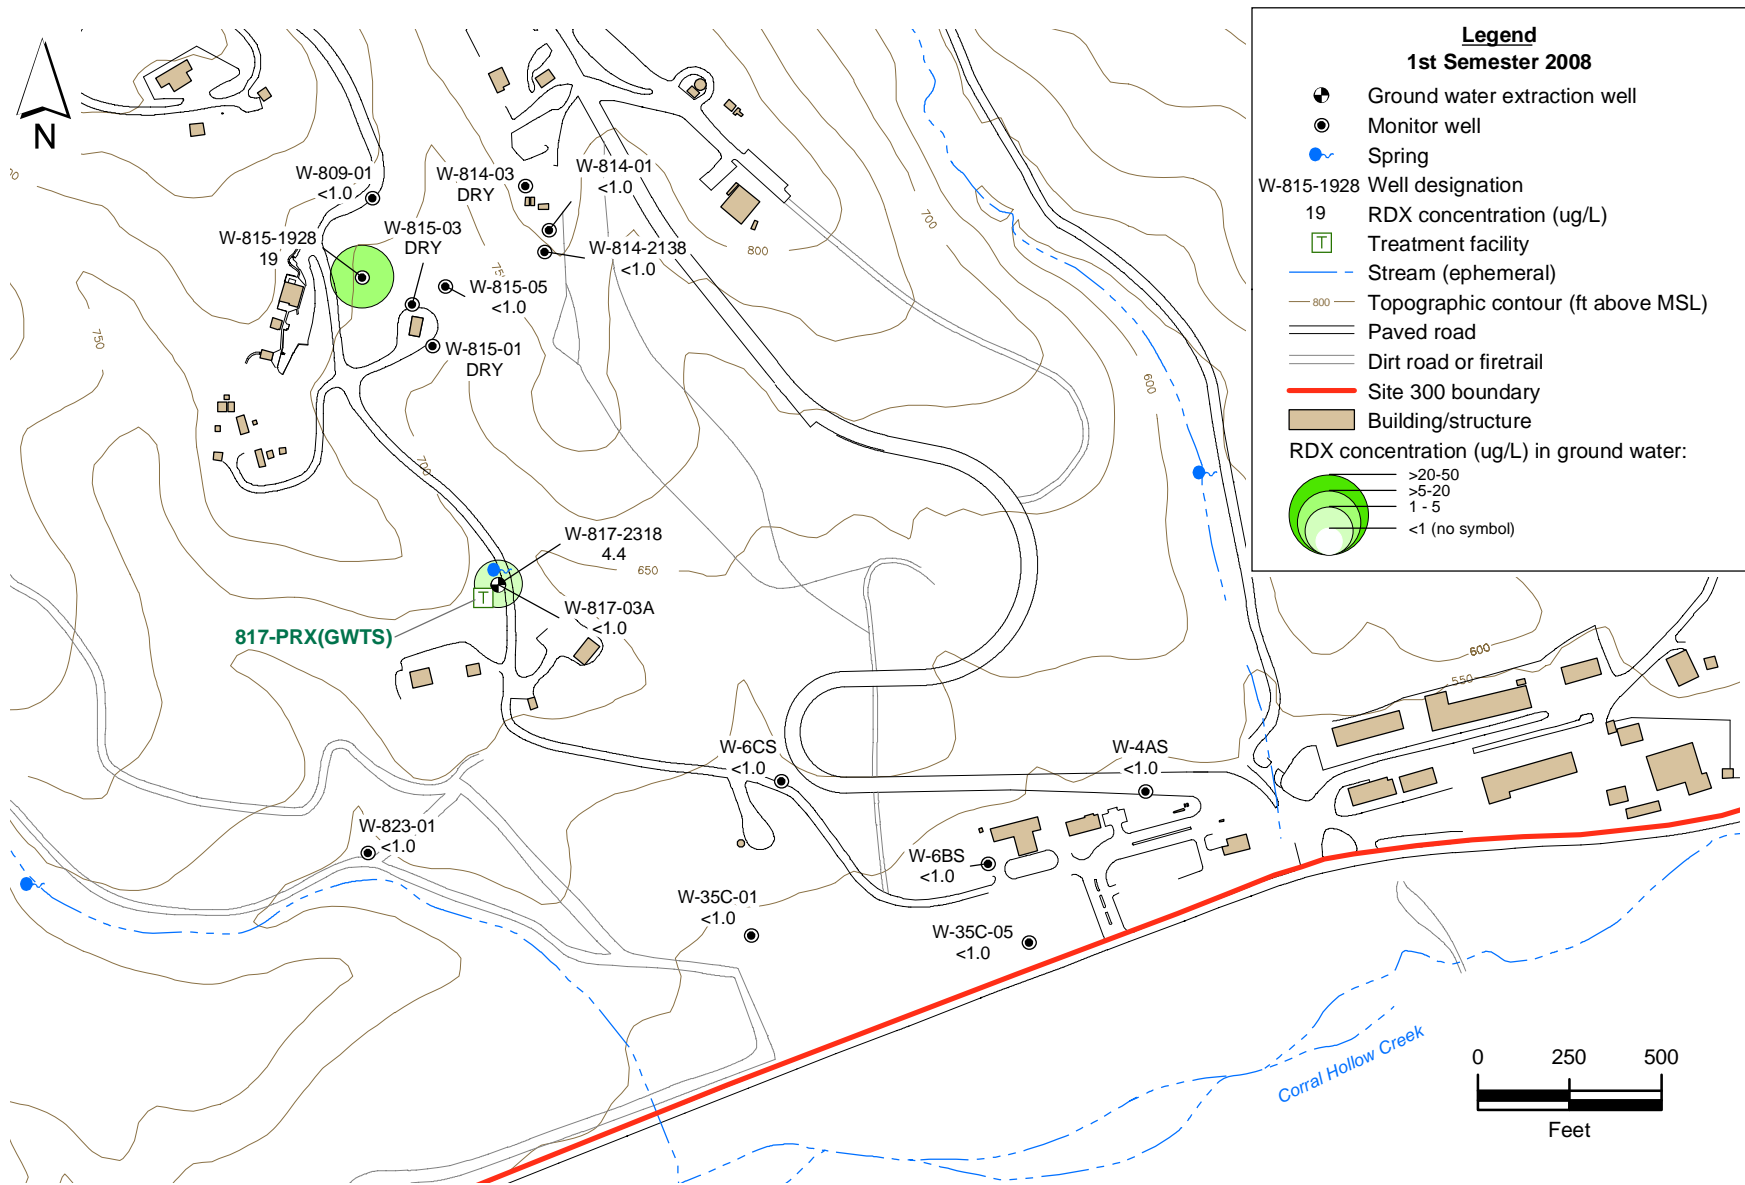 N
W-809-01
<1.0
W-814-03
DRY
W-814-01
<1.0
W-815-1928
19
W-815-03
DRY
W-814-2138
<1.0
W-815-05
<1.0
W-815-01
DRY
W-817-2318
4.4
W-817-03A
<1.0
817-PRX(GWTS)
T
W-6CS
<1.0
W-4AS
<1.0
W-823-01
<1.0
W-6BS
<1.0
W-35C-01
<1.0
W-35C-05
<1.0
750
700
650
800
700
600
600
550
Corral Hollow Creek
Legend
1st Semester 2008
Ground water extraction well
Monitor well
Spring
W-815-1928 Well designation
19 RDX concentration (ug/L)
T Treatment facility
Stream (ephemeral)
800 Topographic contour (ft above MSL)
Paved road
Dirt road or firetrail
Site 300 boundary
Building/structure
RDX concentration (ug/L) in ground water:
>20-50
>5-20
1 - 5
<1 (no symbol)
0 250 500
Feet